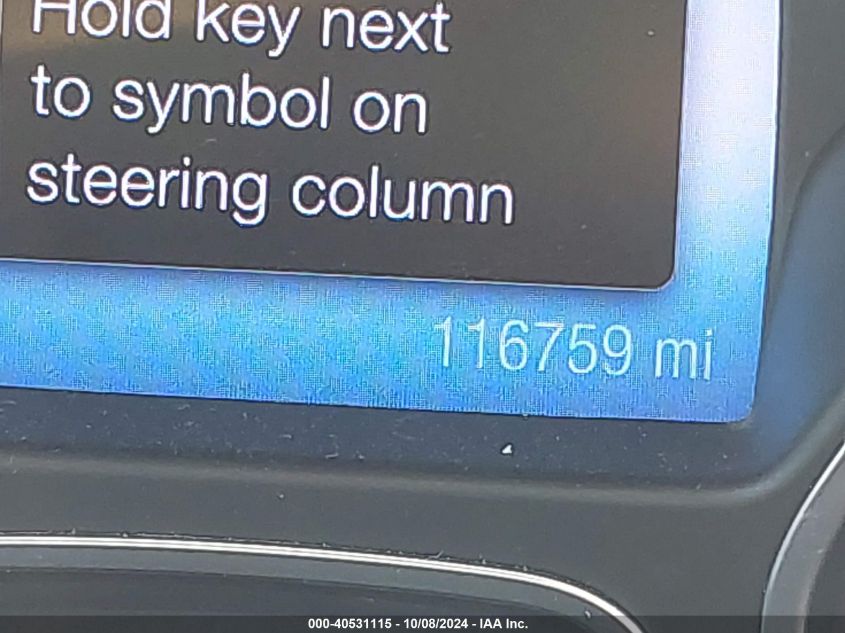 Hold key next
to symbol on
steering column
116759 mi
000-40531115 - 10/08/2024 - IAA Inc.